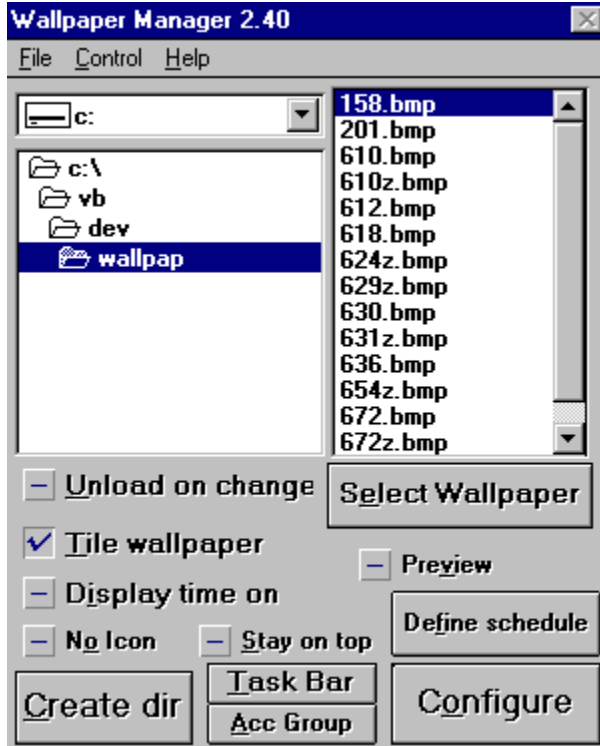 Wallpaper Manager 2.40
File Control Help
c:
c:\
vb
dev
wallpap
158.bmp
201.bmp
610.bmp
610z.bmp
612.bmp
618.bmp
624z.bmp
629z.bmp
630.bmp
631z.bmp
636.bmp
654z.bmp
672.bmp
672z.bmp
Unload on change
Select Wallpaper
Tile wallpaper
Preview
Display time on
Define schedule
No Icon
Stay on top
Create dir
Task Bar
Acc Group
Configure